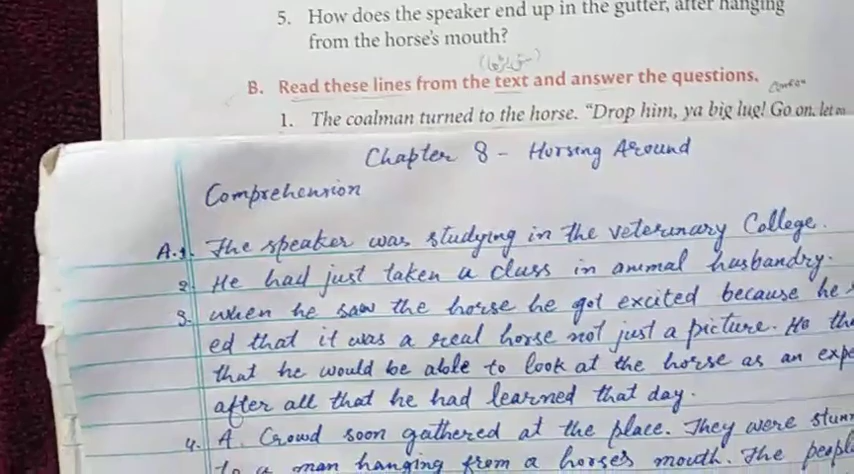 5. How does the speaker end up in the gutter, after hanging
from the horse's mouth?
B. Read these lines from the text and answer the questions.
1. The coalman turned to the horse. "Drop him, ya big lug! Go on, let
Chapter 8 - Horsing Around
Comprehension
A.1. The speaker was studying in the veterinary College.
2. He had just taken a class in animal husbandry.
3. when he saw the horse he got excited because he
ed that it was a real horse not just a picture. He
that he would be able to look at the horse as an
after all that he had learned that day.
4. A Crowd soon gathered at the place. They were
to a man hanging from a horse's mouth. The